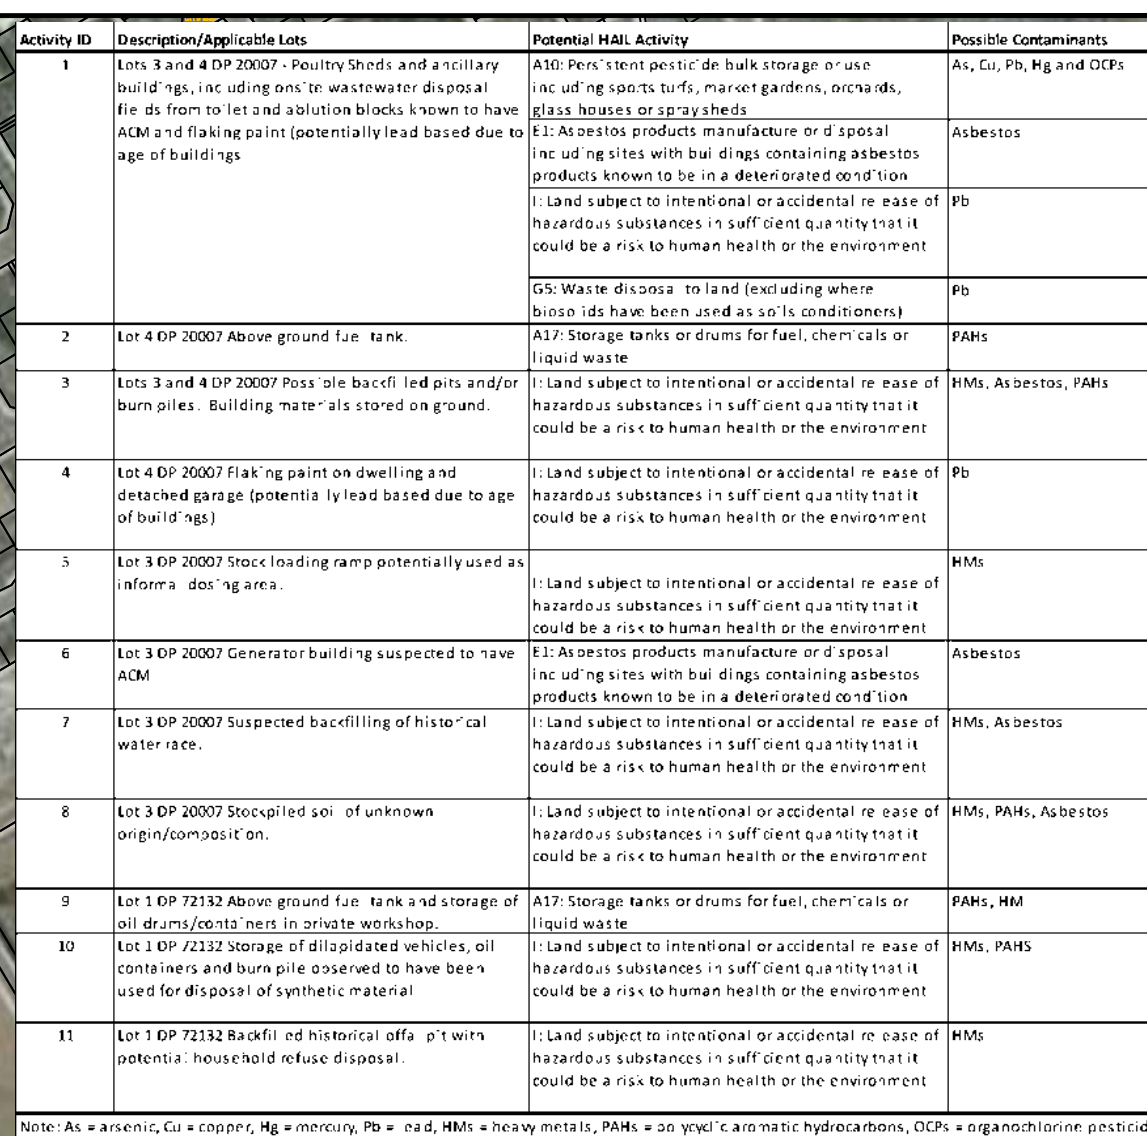 Activity ID Description/Applicable Lots Potential HAIL Activity Possible Contaminants
1 Lots 3 and 4 DP 20007 - Poultry Sheds and ancillary
buildings, including onsite wastewater disposal
fields from toilet and ablution blocks known to have
ACM and flaking paint (potentially lead based due to
age of buildings
A10: Persistent pesticide bulk storage or use
including sports turfs, market gardens, orchards,
glass houses or spray sheds
As, Cu, Pb, Hg and OCPs
E1: Asbestos products manufacture or disposal
including sites with buildings containing asbestos
products known to be in a deteriorated condition
Asbestos
I: Land subject to intentional or accidental release of
hazardous substances in sufficient quantity that it
could be a risk to human health or the environment
Pb
G5: Waste disposal to land (excluding where
biosolids have been used as soils conditioners)
Pb
2 Lot 4 DP 20007 Above ground fuel tank.
A17: Storage tanks or drums for fuel, chemicals or
liquid waste
PAHs
3 Lots 3 and 4 DP 20007 Possible backfilled pits and/or
burn piles. Building materials stored on ground.
I: Land subject to intentional or accidental release of
hazardous substances in sufficient quantity that it
could be a risk to human health or the environment
HMs, Asbestos, PAHs
4 Lot 4 DP 20007 Flaking paint on dwelling and
detached garage (potentially lead based due to age
of buildings)
I: Land subject to intentional or accidental release of
hazardous substances in sufficient quantity that it
could be a risk to human health or the environment
Pb
5 Lot 3 DP 20007 Stock loading ramp potentially used as
informal dosing area.
I: Land subject to intentional or accidental release of
hazardous substances in sufficient quantity that it
could be a risk to human health or the environment
HMs
6 Lot 3 DP 20007 Generator building suspected to have
ACM
E1: Asbestos products manufacture or disposal
including sites with buildings containing asbestos
products known to be in a deteriorated condition
Asbestos
7 Lot 3 DP 20007 Suspected backfilling of historical
water race.
I: Land subject to intentional or accidental release of
hazardous substances in sufficient quantity that it
could be a risk to human health or the environment
HMs, Asbestos
8 Lot 3 DP 20007 Stockpiled soil of unknown
origin/composition.
I: Land subject to intentional or accidental release of
hazardous substances in sufficient quantity that it
could be a risk to human health or the environment
HMs, PAHs, Asbestos
9 Lot 1 DP 72132 Above ground fuel tank and storage of
oil drums/containers in private workshop.
A17: Storage tanks or drums for fuel, chemicals or
liquid waste
PAHs, HM
10 Lot 1 DP 72132 Storage of dilapidated vehicles, oil
containers and burn pile observed to have been
used for disposal of synthetic material
I: Land subject to intentional or accidental release of
hazardous substances in sufficient quantity that it
could be a risk to human health or the environment
HMs, PAHS
11 Lot 1 DP 72132 Backfilled historical offal pit with
potential household refuse disposal.
I: Land subject to intentional or accidental release of
hazardous substances in sufficient quantity that it
could be a risk to human health or the environment
HMs
Note: As = arsenic, Cu = copper, Hg = mercury, Pb = lead, HMs = heavy metals, PAHs = polycyclic aromatic hydrocarbons, OCPs = organochlorine